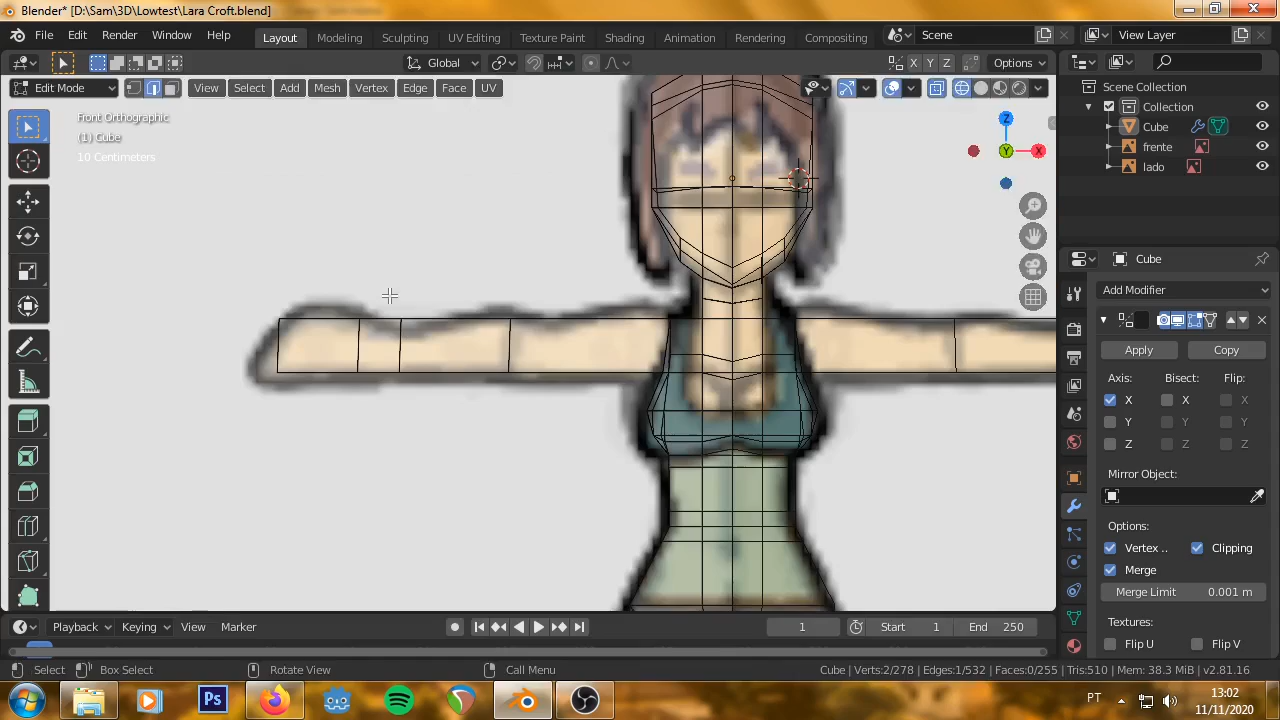 Blender* [D:\Sam\3D\Lowtest\Lara Croft.blend]
File Edit Render Window Help Layout Modeling Sculpting UV Editing Texture Paint Shading Animation Rendering Compositing Scene View Layer
Global X Y Z Options
Edit Mode View Select Add Mesh Vertex Edge Face UV
Front Orthographic
(1) Cube
10 Centimeters
Z
Y
X
Scene Collection
Collection
Cube
frente
lado
Cube
Add Modifier
Apply Copy
Axis: Bisect: Flip:
X X X
Y Y Y
Z Z Z
Mirror Object:
Options:
Vertex .. Clipping
Merge
Merge Limit 0.001 m
Textures:
Flip U Flip V
Playback Keying View Marker 1 Start 1 End 250
Select Box Select Rotate View Call Menu Cube | Verts:2/278 | Edges:1/532 | Faces:0/255 | Tris:510 | Mem: 38.3 MiB | v2.81.16
Ps PT 13:02
11/11/2020